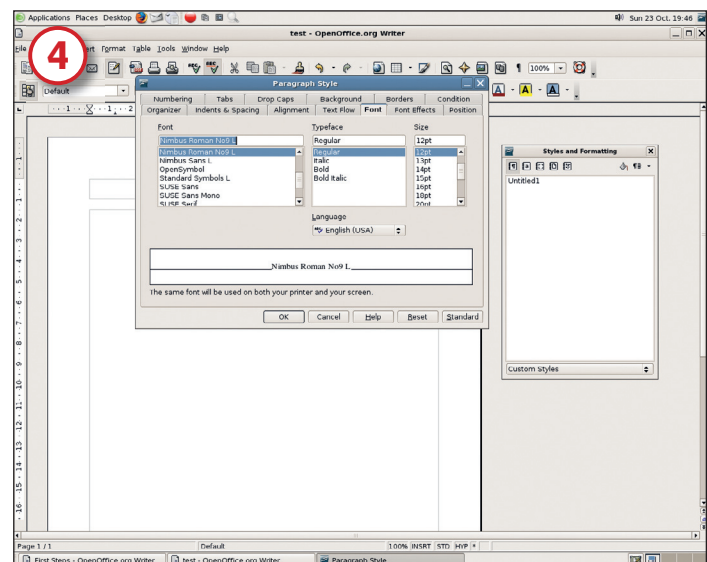 Applications Places Desktop Sun 23 Oct, 19:46
test - OpenOffice.org Writer
4
Format Table Tools Window Help
100%
Default
Paragraph Style
Numbering Tabs Drop Caps Background Borders Condition
Organizer Indents & Spacing Alignment Text Flow Font Font Effects Position
Font Typeface Size
Nimbus Roman No9 L Regular 12pt
Nimbus Roman No9 L Regular 12pt
Nimbus Sans L Italic 13pt
OpenSymbol Bold 14pt
Standard Symbols L Bold Italic 15pt
SUSE Sans 16pt
SUSE Sans Mono 18pt
SUSE Serif 20pt
Language
English (USA)
Nimbus Roman No9 L
The same font will be used on both your printer and your screen.
OK Cancel Help Reset Standard
Styles and Formatting
Untitled1
Custom Styles
Page 1 / 1 Default 100% INSRT STD HYP *
First Steps - OpenOffice.org Writer test - OpenOffice.org Writer Paragraph Style